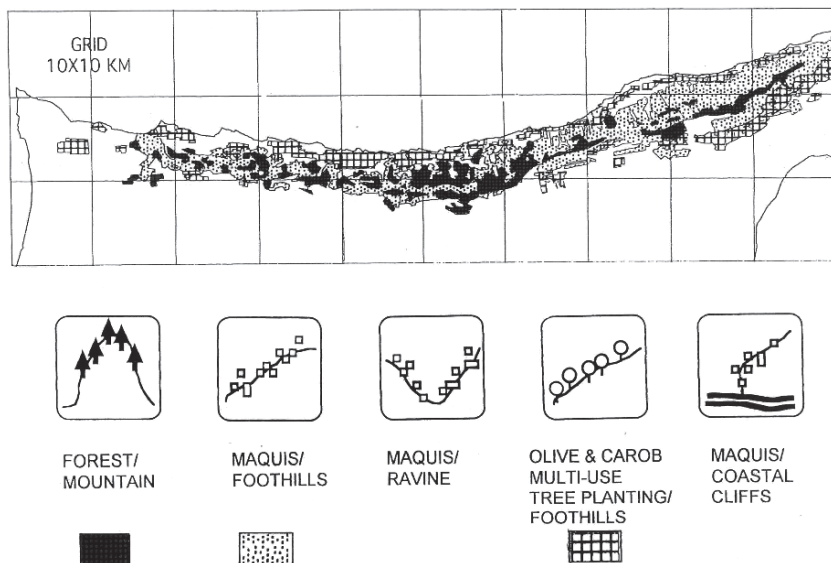 GRID
10X10 KM
FOREST/
MOUNTAIN
MAQUIS/
FOOTHILLS
MAQUIS/
RAVINE
OLIVE & CAROB
MULTI-USE
TREE PLANTING/
FOOTHILLS
MAQUIS/
COASTAL
CLIFFS